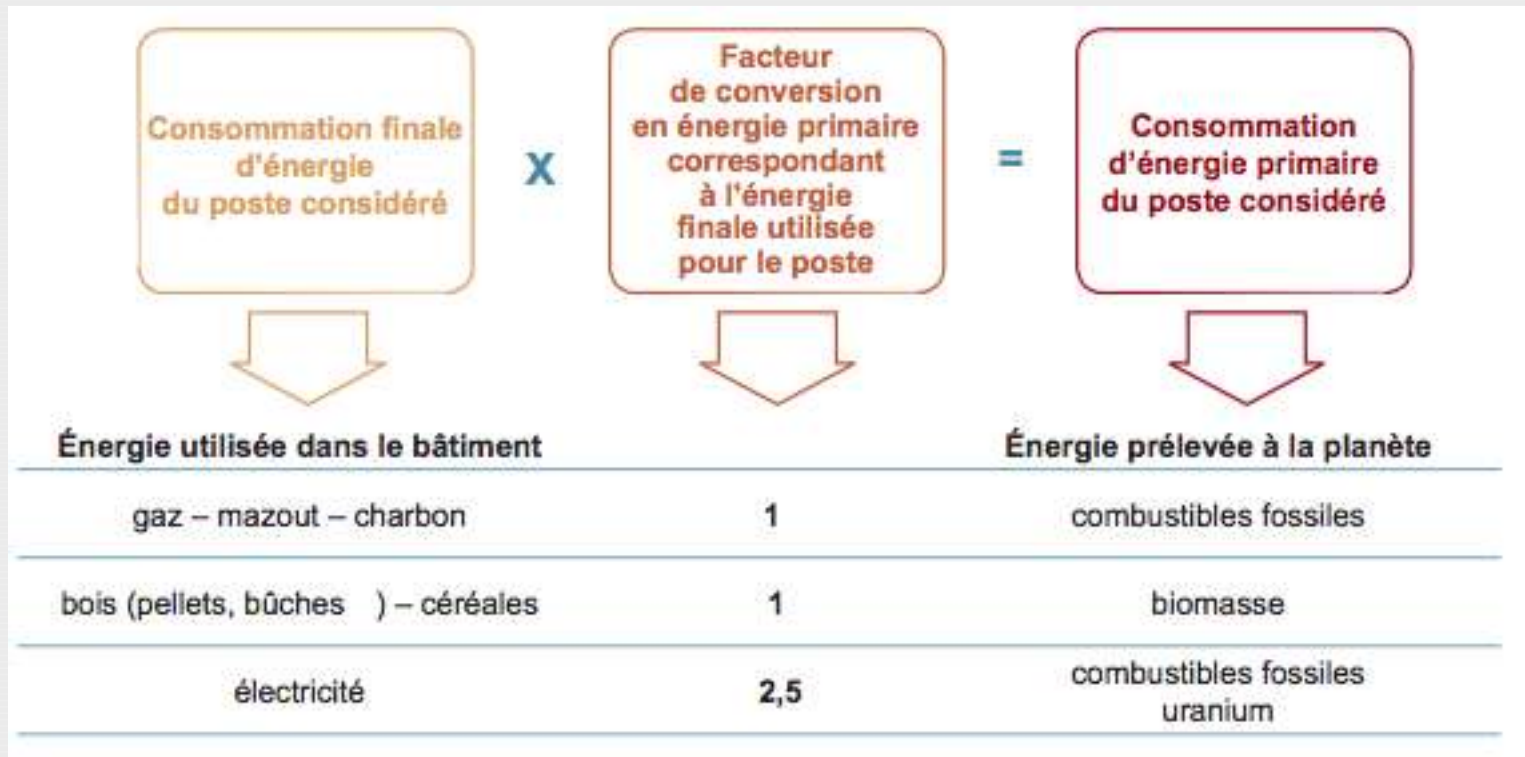 Consommation finale
d'énergie
du poste considéré
X
Facteur
de conversion
en énergie primaire
correspondant
à l'énergie
finale utilisée
pour le poste
=
Consommation
d'énergie primaire
du poste considéré
Énergie utilisée dans le bâtiment
Énergie prélevée à la planète
gaz – mazout – charbon 1 combustibles fossiles
bois (pellets, bûches ) – céréales 1 biomasse
électricité 2,5 combustibles fossiles
uranium